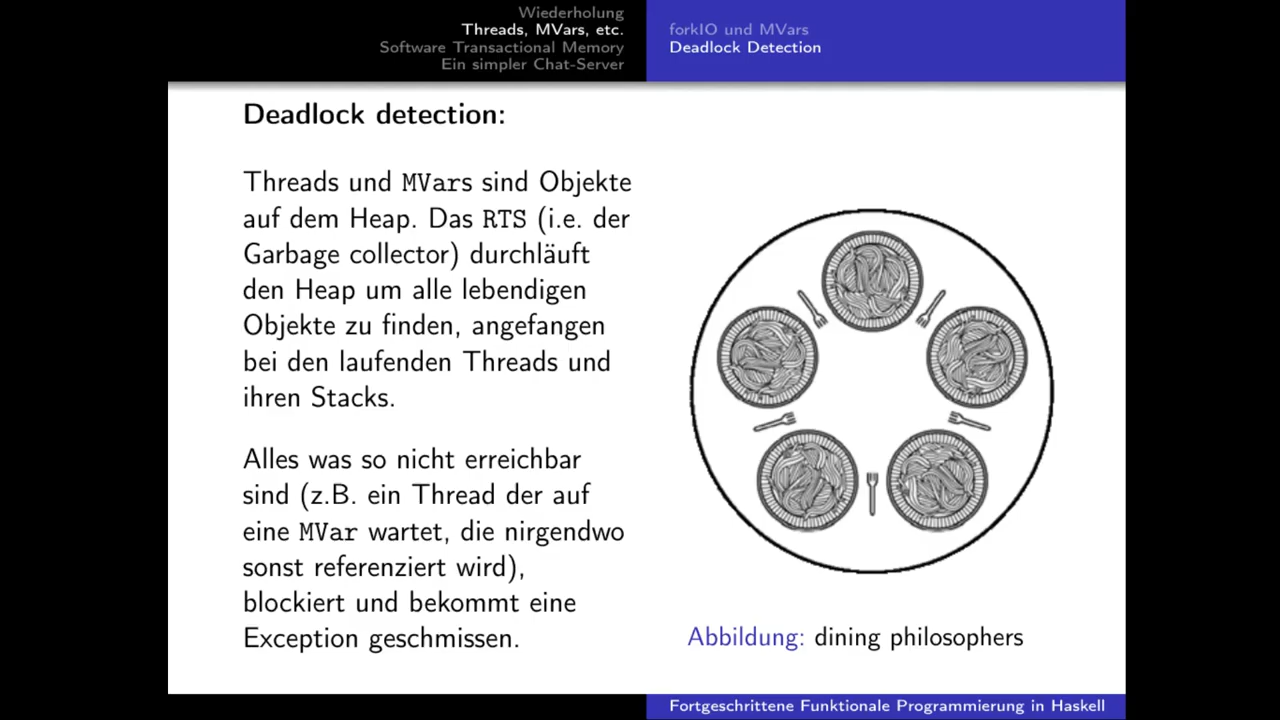 Wiederholung
Threads, MVars, etc.
Software Transactional Memory
Ein simpler Chat-Server
forkIO und MVars
Deadlock Detection
Deadlock detection:
Threads und MVars sind Objekte
auf dem Heap. Das RTS (i.e. der
Garbage collector) durchläuft
den Heap um alle lebendigen
Objekte zu finden, angefangen
bei den laufenden Threads und
ihren Stacks.
Alles was so nicht erreichbar
sind (z.B. ein Thread der auf
eine MVar wartet, die nirgendwo
sonst referenziert wird),
blockiert und bekommt eine
Exception geschmissen.
Abbildung: dining philosophers
Fortgeschrittene Funktionale Programmierung in Haskell